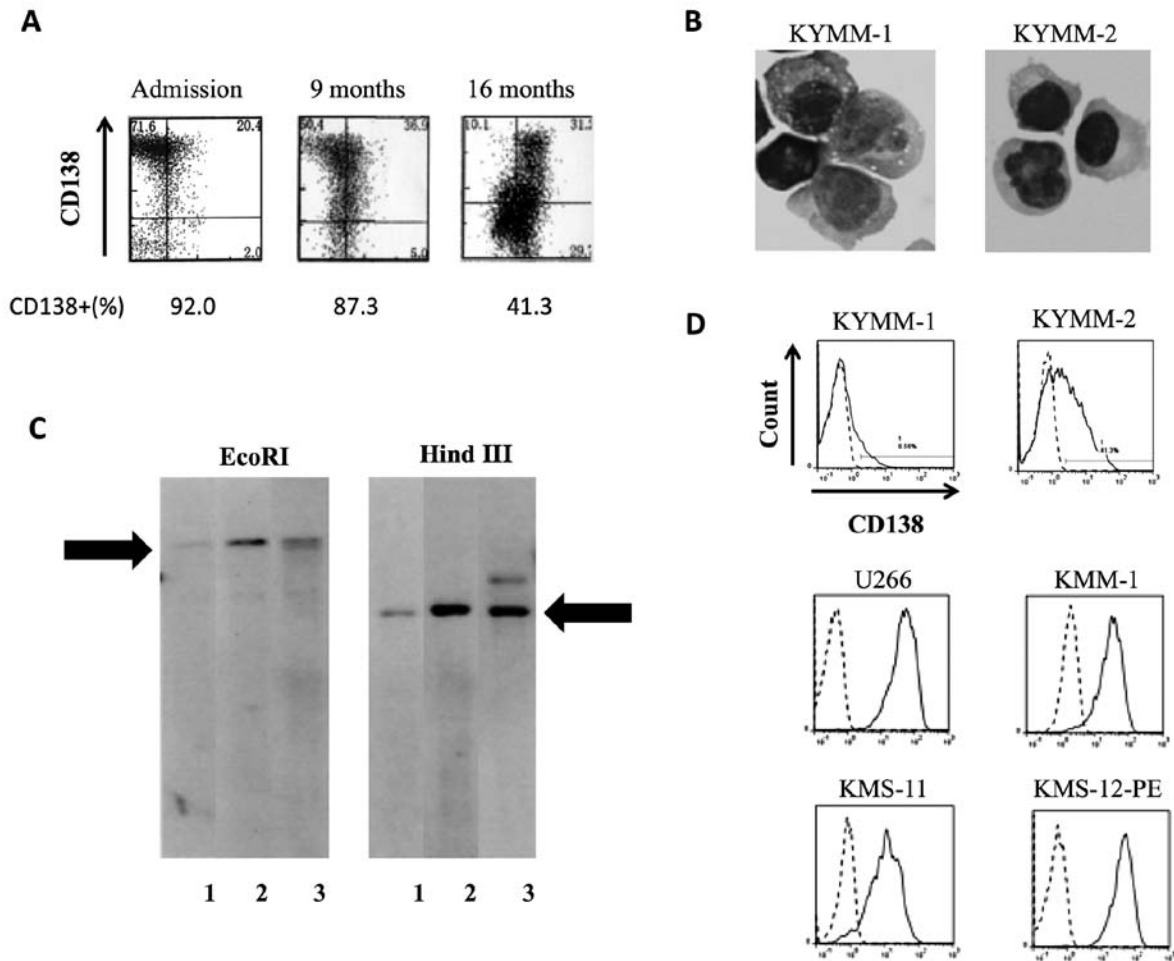 A
Admission 9 months 16 months
CD138
71.6 20.4 36.9 10.1
2.0 5.0
CD138+(%) 92.0 87.3 41.3
B
KYMM-1 KYMM-2
C
EcoRI Hind III
1 2 3 1 2 3
D
KYMM-1 KYMM-2
Count
CD138
U266 KMM-1
KMS-11 KMS-12-PE